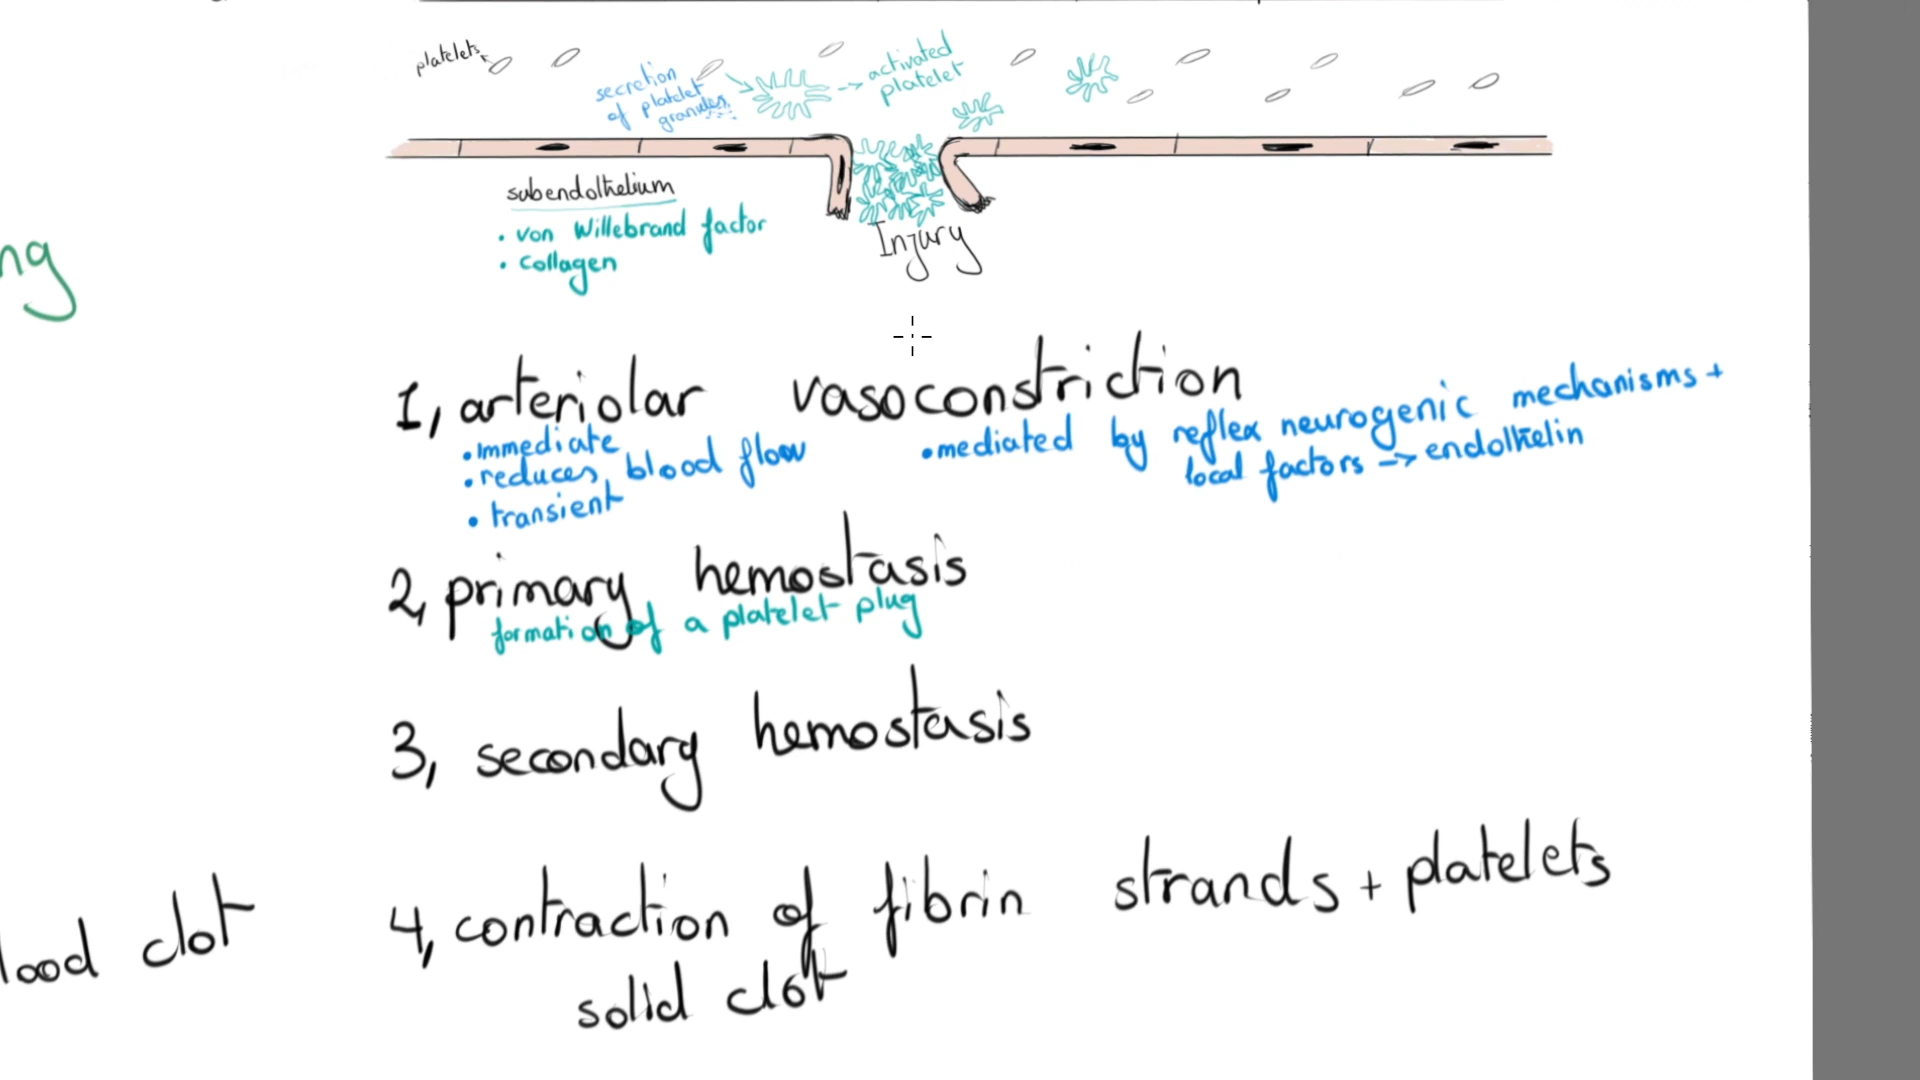 platelets
secretion
of platelet
granules
activated
platelet
subendothelium
• von Willebrand factor
• collagen
Injury
ng
1, arteriolar vasoconstriction
• immediate
• reduces blood flow
• transient
• mediated by reflex neurogenic mechanisms +
local factors → endothelin
2, primary hemostasis
formation of a platelet plug
3, secondary hemostasis
lood clot
4, contraction of fibrin strands + platelets
solid clot